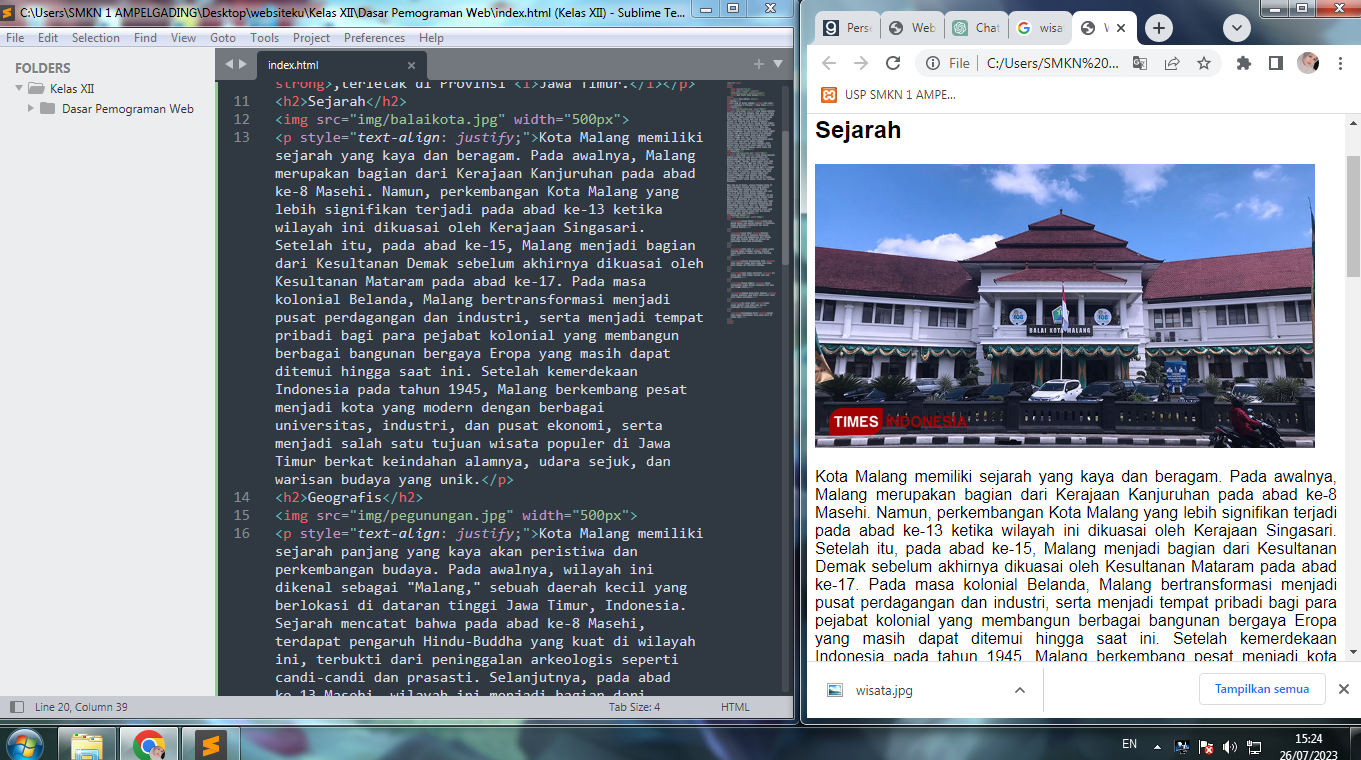 C:\Users\SMKN 1 AMPELGADING\Desktop\websiteku\Kelas XII\Dasar Pemograman Web\index.html (Kelas XII) - Sublime Te...
File Edit Selection Find View Goto Tools Project Preferences Help
FOLDERS
Kelas XII
Dasar Pemograman Web
index.html
strong>,terletak di Provinsi <i>Jawa Timur.</i></p>
11 <h2>Sejarah</h2>
12 <img src="img/balaikota.jpg" width="500px">
13 <p style="text-align: justify;">Kota Malang memiliki
sejarah yang kaya dan beragam. Pada awalnya, Malang
merupakan bagian dari Kerajaan Kanjuruhan pada abad
ke-8 Masehi. Namun, perkembangan Kota Malang yang
lebih signifikan terjadi pada abad ke-13 ketika
wilayah ini dikuasai oleh Kerajaan Singasari.
Setelah itu, pada abad ke-15, Malang menjadi bagian
dari Kesultanan Demak sebelum akhirnya dikuasai oleh
Kesultanan Mataram pada abad ke-17. Pada masa
kolonial Belanda, Malang bertransformasi menjadi
pusat perdagangan dan industri, serta menjadi tempat
pribadi bagi para pejabat kolonial yang membangun
berbagai bangunan bergaya Eropa yang masih dapat
ditemui hingga saat ini. Setelah kemerdekaan
Indonesia pada tahun 1945, Malang berkembang pesat
menjadi kota yang modern dengan berbagai
universitas, industri, dan pusat ekonomi, serta
menjadi salah satu tujuan wisata populer di Jawa
Timur berkat keindahan alamnya, udara sejuk, dan
warisan budaya yang unik.</p>
14 <h2>Geografis</h2>
15 <img src="img/pegunungan.jpg" width="500px">
16 <p style="text-align: justify;">Kota Malang memiliki
sejarah panjang yang kaya akan peristiwa dan
perkembangan budaya. Pada awalnya, wilayah ini
dikenal sebagai "Malang," sebuah daerah kecil yang
berlokasi di dataran tinggi Jawa Timur, Indonesia.
Sejarah mencatat bahwa pada abad ke-8 Masehi,
terdapat pengaruh Hindu-Buddha yang kuat di wilayah
ini, terbukti dari peninggalan arkeologis seperti
candi-candi dan prasasti. Selanjutnya, pada abad
ke-13 Masehi, wilayah ini menjadi bagian dari
Line 20, Column 39 Tab Size: 4 HTML
Pers Web Chat wisa W
File C:/Users/SMKN%20...
USP SMKN 1 AMPE...
Sejarah
BALAI KOTA MALANG
TIMES INDONESIA
Kota Malang memiliki sejarah yang kaya dan beragam. Pada awalnya,
Malang merupakan bagian dari Kerajaan Kanjuruhan pada abad ke-8
Masehi. Namun, perkembangan Kota Malang yang lebih signifikan terjadi
pada abad ke-13 ketika wilayah ini dikuasai oleh Kerajaan Singasari.
Setelah itu, pada abad ke-15, Malang menjadi bagian dari Kesultanan
Demak sebelum akhirnya dikuasai oleh Kesultanan Mataram pada abad
ke-17. Pada masa kolonial Belanda, Malang bertransformasi menjadi
pusat perdagangan dan industri, serta menjadi tempat pribadi bagi para
pejabat kolonial yang membangun berbagai bangunan bergaya Eropa
yang masih dapat ditemui hingga saat ini. Setelah kemerdekaan
Indonesia pada tahun 1945, Malang berkembang pesat menjadi kota
wisata.jpg Tampilkan semua
EN 15:24
26/07/2023